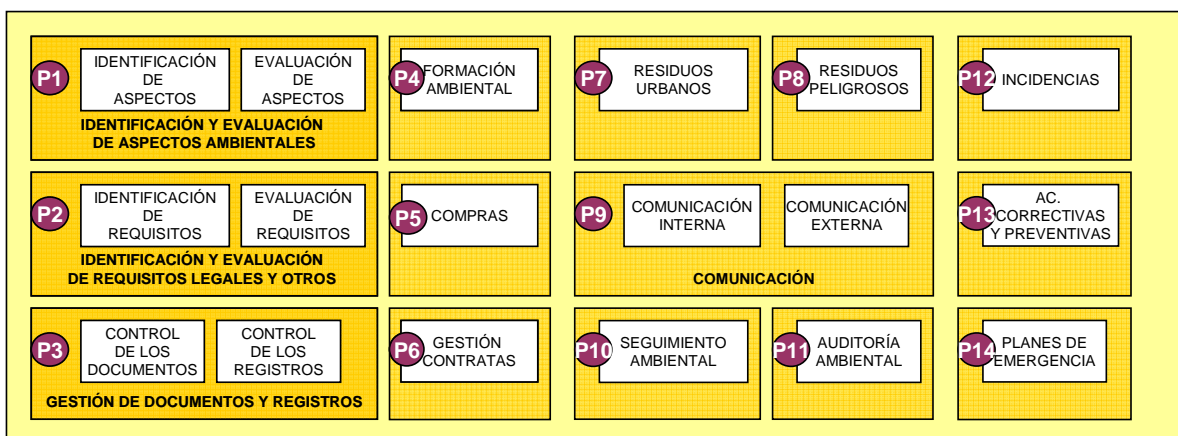 P1
IDENTIFICACIÓN
DE
ASPECTOS
EVALUACIÓN
DE
ASPECTOS
IDENTIFICACIÓN Y EVALUACIÓN
DE ASPECTOS AMBIENTALES
P4
FORMACIÓN
AMBIENTAL
P7
RESIDUOS
URBANOS
P8
RESIDUOS
PELIGROSOS
P12
INCIDENCIAS
P2
IDENTIFICACIÓN
DE
REQUISITOS
EVALUACIÓN
DE
REQUISITOS
IDENTIFICACIÓN Y EVALUACIÓN
DE REQUISITOS LEGALES Y OTROS
P5
COMPRAS
P9
COMUNICACIÓN
INTERNA
COMUNICACIÓN
EXTERNA
COMUNICACIÓN
P13
AC.
CORRECTIVAS
Y PREVENTIVAS
P3
CONTROL
DE LOS
DOCUMENTOS
CONTROL
DE LOS
REGISTROS
GESTIÓN DE DOCUMENTOS Y REGISTROS
P6
GESTIÓN
CONTRATAS
P10
SEGUIMIENTO
AMBIENTAL
P11
AUDITORÍA
AMBIENTAL
P14
PLANES DE
EMERGENCIA